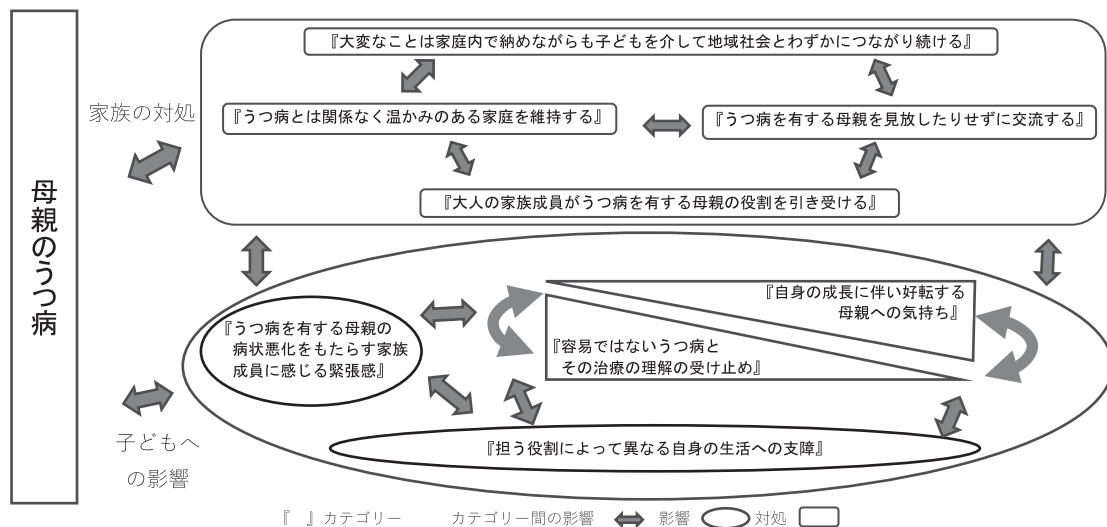 母親のうつ病
家族の対処
『大変なことは家庭内で納めながらも子どもを介して地域社会とわずかにつながり続ける』
『うつ病とは関係なく温かみのある家庭を維持する』
『うつ病を有する母親を見放したりせずに交流する』
『大人の家族成員がうつ病を有する母親の役割を引き受ける』
『うつ病を有する母親の
病状悪化をもたらす家族
成員に感じる緊張感』
『自身の成長に伴い好転する
母親への気持ち』
『容易ではないうつ病と
その治療の理解の受け止め』
『担う役割によって異なる自身の生活への支障』
子どもへ
の影響
『　』カテゴリー　カテゴリー間の影響　影響　対処